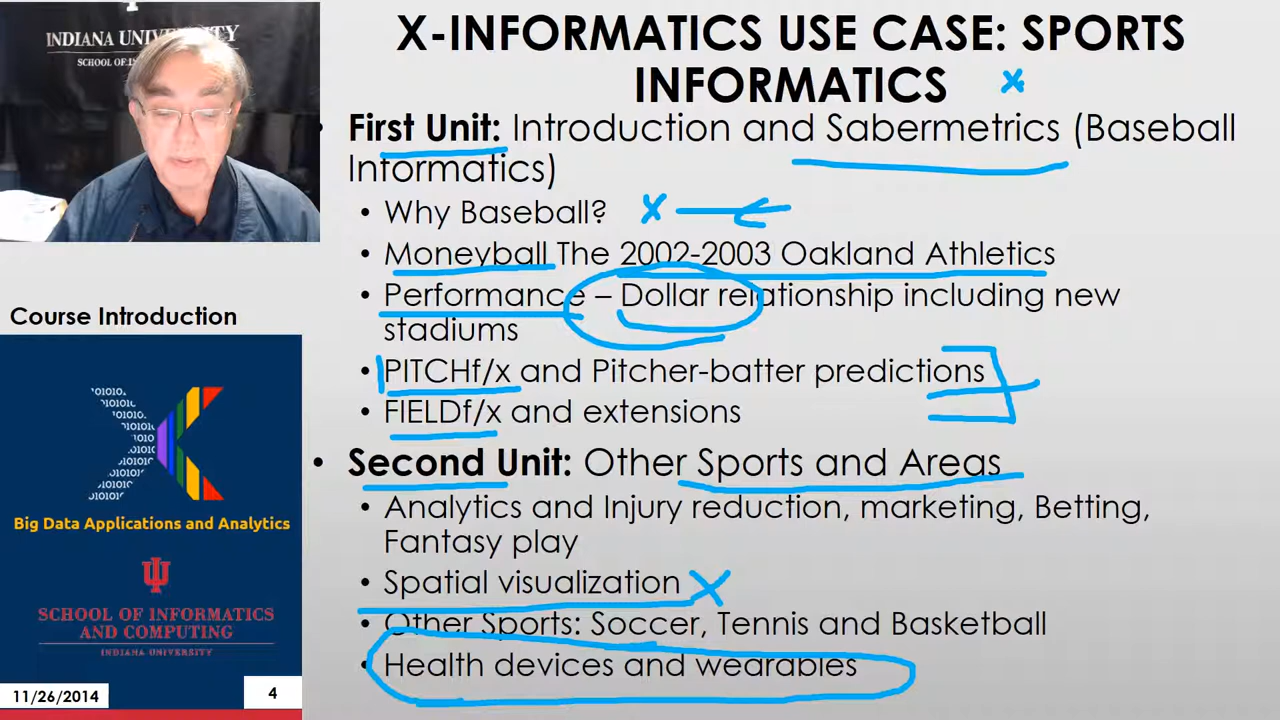 INDIANA UNIVERSITY
X-INFORMATICS USE CASE: SPORTS
INFORMATICS
• First Unit: Introduction and Sabermetrics (Baseball
Informatics)
• Why Baseball?
• Moneyball The 2002-2003 Oakland Athletics
• Performance – Dollar relationship including new
stadiums
• PITCHf/x and Pitcher-batter predictions
• FIELDf/x and extensions
• Second Unit: Other Sports and Areas
• Analytics and Injury reduction, marketing, Betting,
Fantasy play
• Spatial visualization
• Other Sports: Soccer, Tennis and Basketball
• Health devices and wearables
Course Introduction
Big Data Applications and Analytics
SCHOOL OF INFORMATICS
AND COMPUTING
INDIANA UNIVERSITY
11/26/2014
4